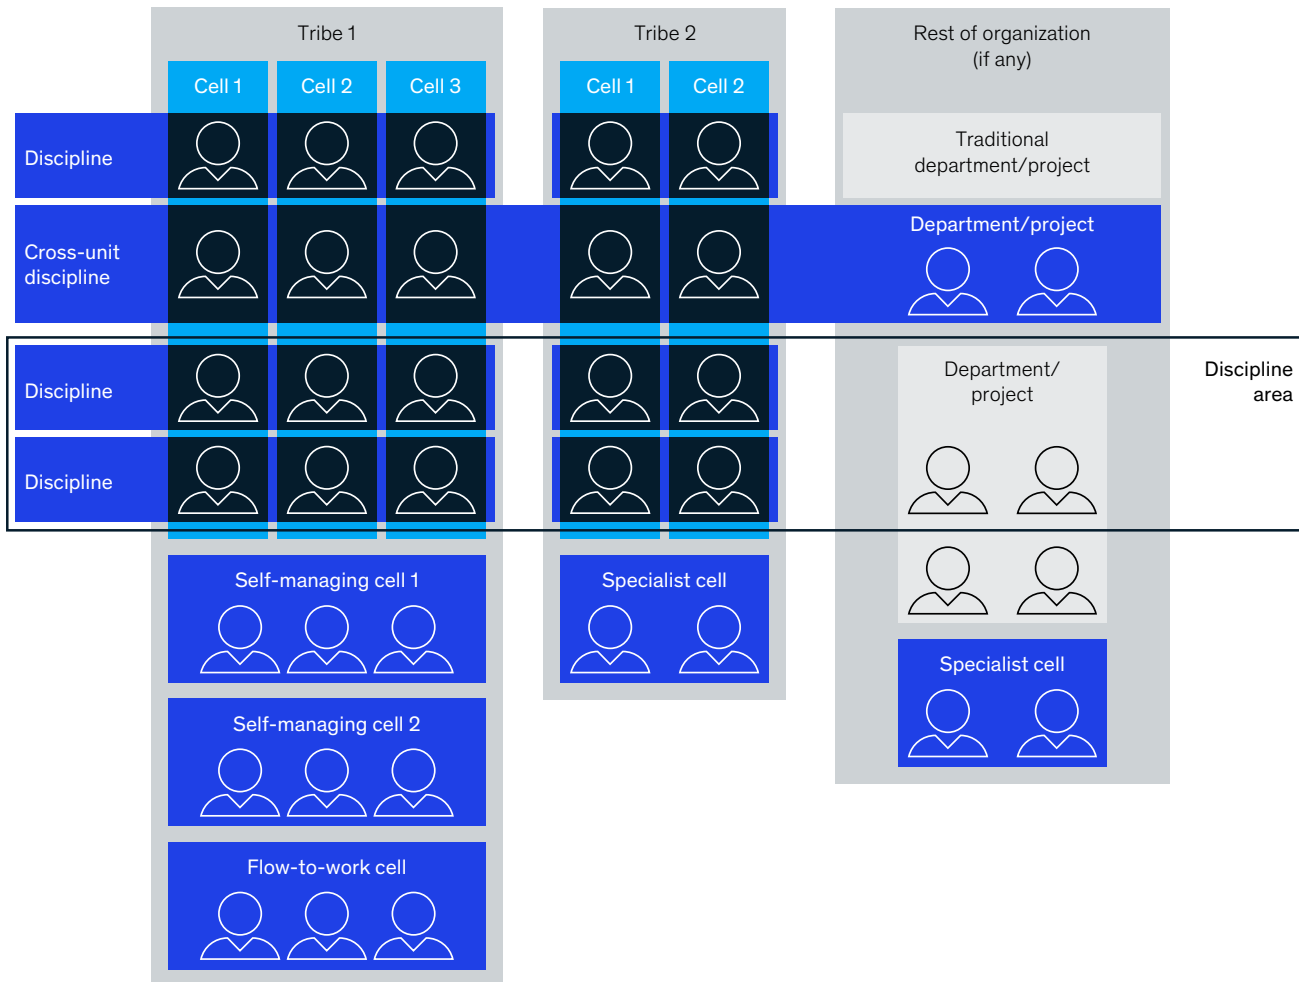 Tribe 1
Tribe 2
Rest of organization
(if any)
Cell 1
Cell 2
Cell 3
Cell 1
Cell 2
Discipline
Traditional
department/project
Cross-unit
discipline
Department/project
Discipline
Department/
project
Discipline
area
Discipline
Self-managing cell 1
Specialist cell
Specialist cell
Self-managing cell 2
Flow-to-work cell